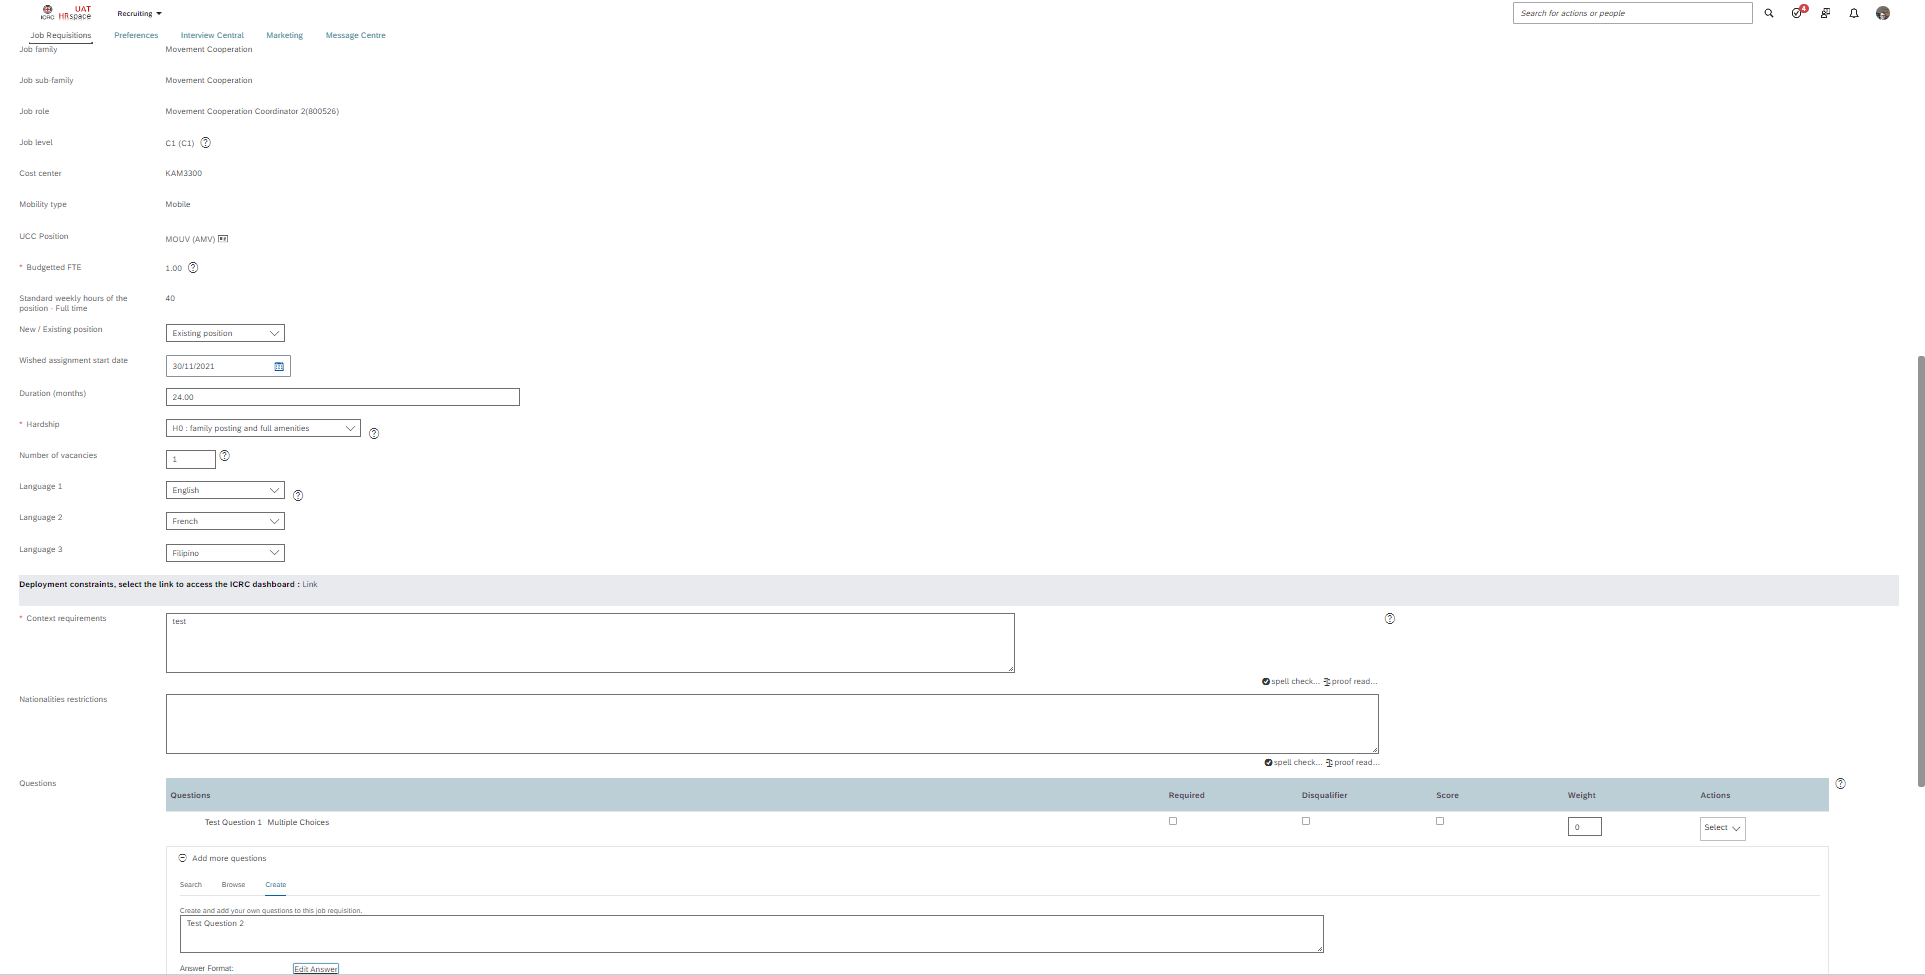 UAT
ICRC HRspace
Recruiting
Search for actions or people
4
Job Requisitions Preferences Interview Central Marketing Message Centre
Job family Movement Cooperation
Job sub-family Movement Cooperation
Job role Movement Cooperation Coordinator 2(800526)
Job level C1 (C1) ?
Cost center KAM3300
Mobility type Mobile
UCC Position MOUV (AMV)
* Budgetted FTE 1.00 ?
Standard weekly hours of the
position - Full time 40
New / Existing position Existing position
Wished assignment start date 30/11/2021
Duration (months) 24.00
* Hardship H0 : family posting and full amenities ?
Number of vacancies 1 ?
Language 1 English ?
Language 2 French
Language 3 Filipino
Deployment constraints, select the link to access the ICRC dashboard : Link
* Context requirements test ?
spell check... proof read...
Nationalities restrictions
spell check... proof read...
Questions ?
Questions Required Disqualifier Score Weight Actions
Test Question 1 Multiple Choices 0 Select
Add more questions
Search Browse Create
Create and add your own questions to this job requisition.
Test Question 2
Answer Format: Edit Answer